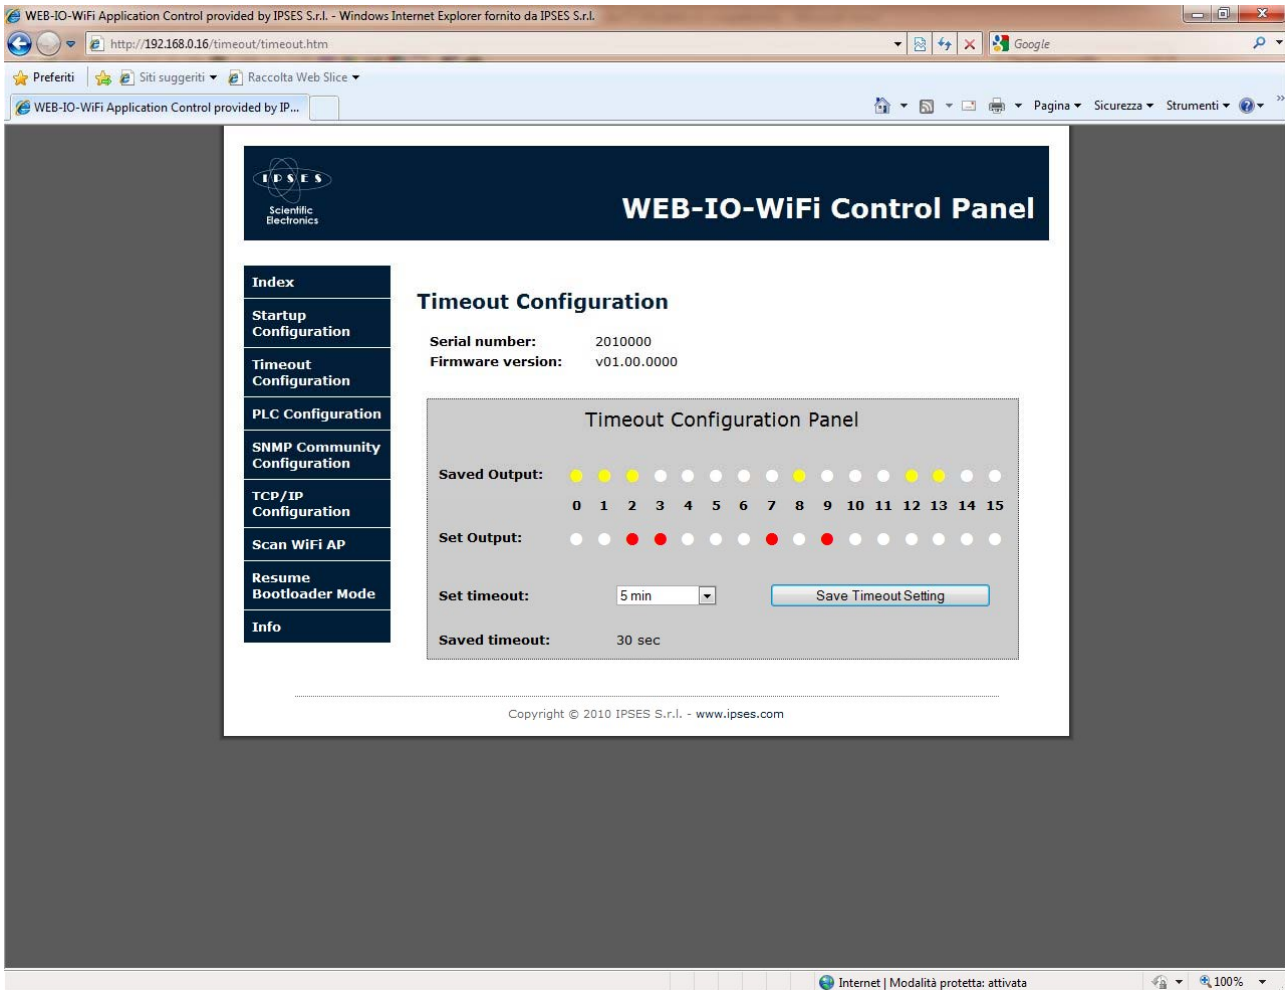 WEB-IO-WiFi Application Control provided by IPSES S.r.l. - Windows Internet Explorer fornito da IPSES S.r.l.
http://192.168.0.16/timeout/timeout.htm
Google
Preferiti
Siti suggeriti
Raccolta Web Slice
WEB-IO-WiFi Application Control provided by IP...
Pagina
Sicurezza
Strumenti
IPSES
Scientific
Electronics
WEB-IO-WiFi Control Panel
Index
Startup
Configuration
Timeout
Configuration
PLC Configuration
SNMP Community
Configuration
TCP/IP
Configuration
Scan WiFi AP
Resume
Bootloader Mode
Info
Timeout Configuration
Serial number: 2010000
Firmware version: v01.00.0000
Timeout Configuration Panel
Saved Output:
0 1 2 3 4 5 6 7 8 9 10 11 12 13 14 15
Set Output:
Set timeout: 5 min Save Timeout Setting
Saved timeout: 30 sec
Copyright © 2010 IPSES S.r.l. - www.ipses.com
Internet | Modalità protetta: attivata
100%